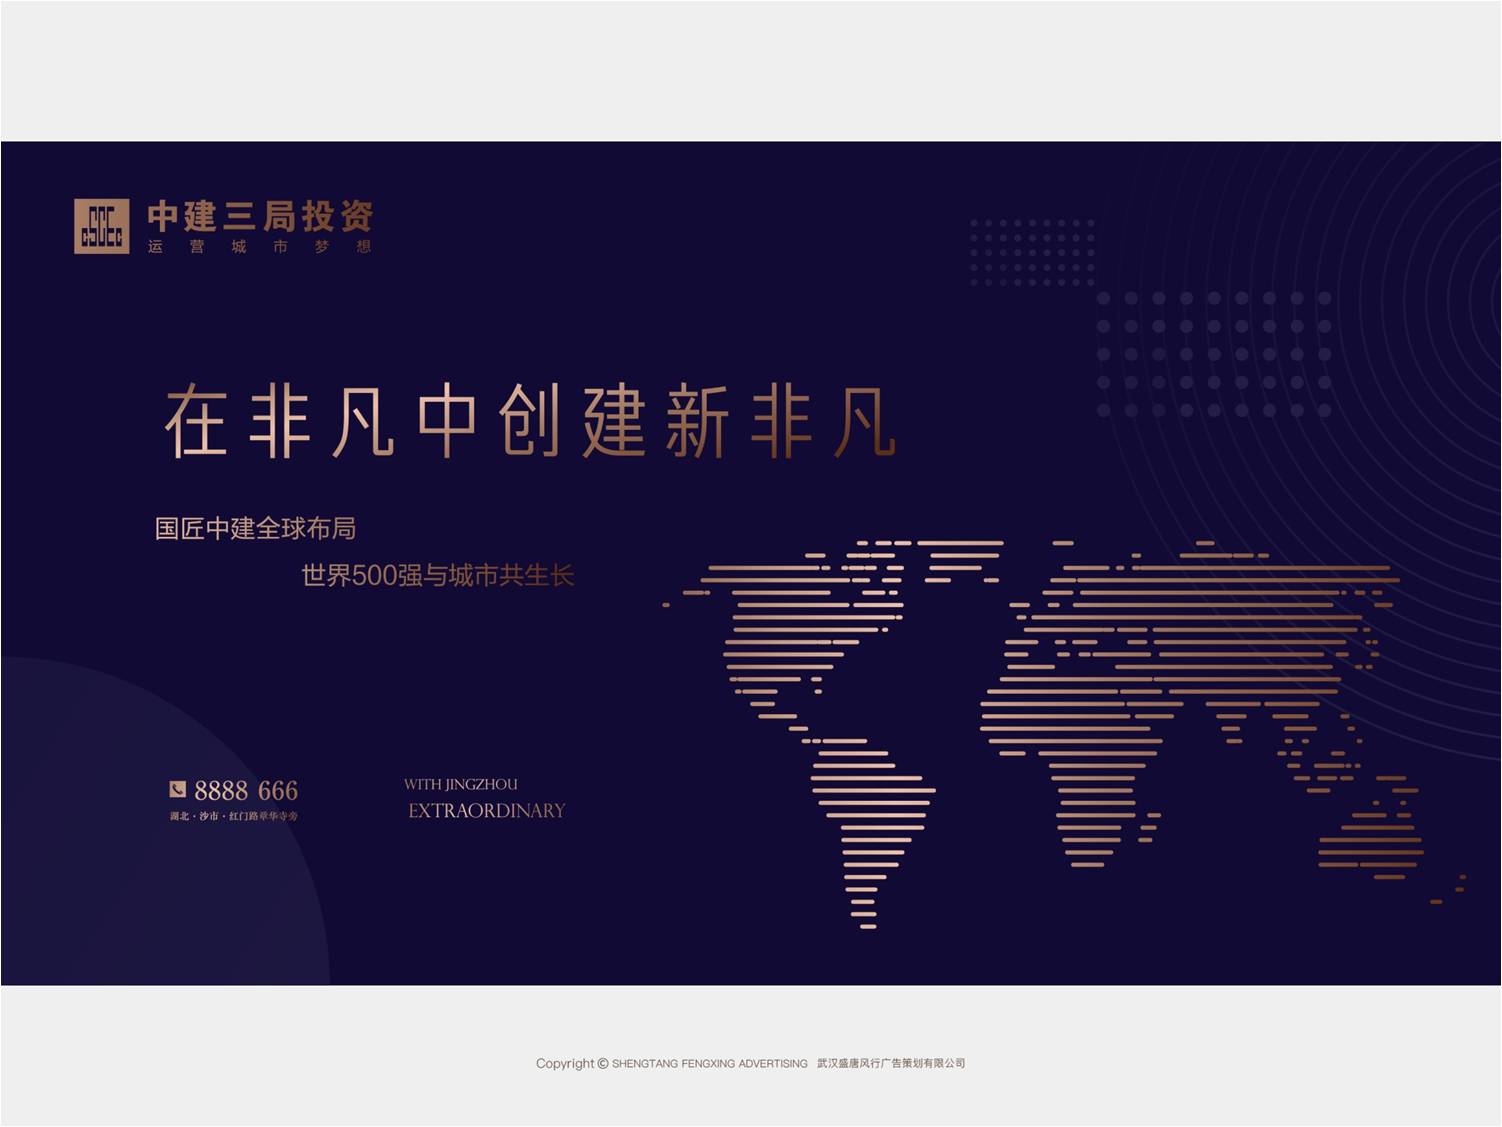 CSCEC
中建三局投资
运营城市梦想
在非凡中创建新非凡
国匠中建全球布局
世界500强与城市共生长
8888 666
湖北·沙市·红门路章华寺旁
WITH JINGZHOU
EXTRAORDINARY
Copyright © SHENGTANG FENGXING ADVERTISING 武汉盛唐风行广告策划有限公司